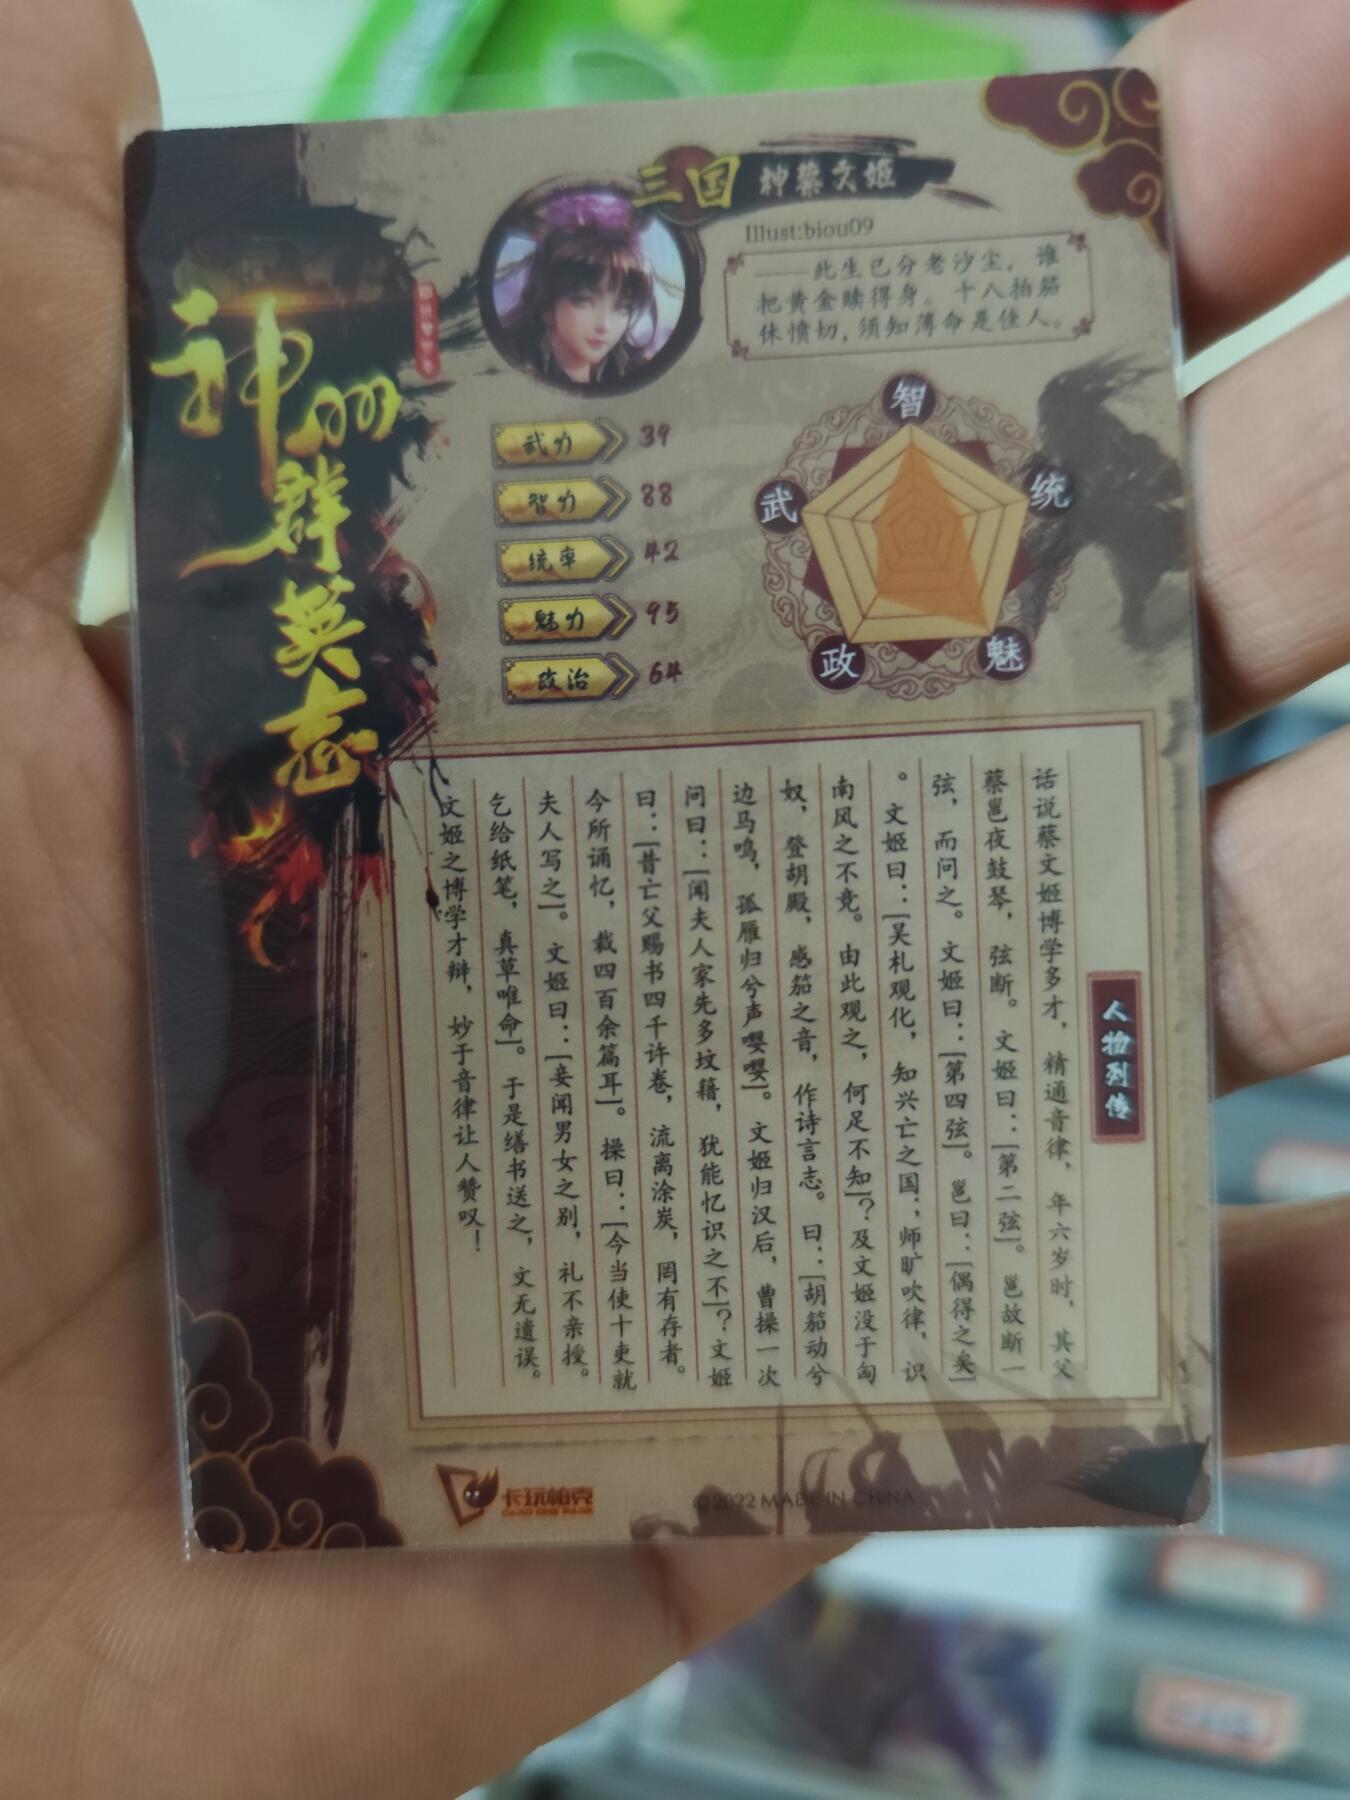 三国 神蔡文姬
Illust:biou09
——此生已分老沙尘，谁
把黄金赎得身。十八拍笳
休愤切，须知薄命是佳人。
神州群英志
武力 39
智力 88
统率 42
魅力 95
政治 64
智
统
武
政
魅
人物列传
话说蔡文姬博学多才，精通音律，年六岁时，其父
蔡邕夜鼓琴，弦断。文姬曰：[第二弦]。邕故断一
弦，而问之。文姬曰：[第四弦]。邕曰：[偶得之矣]
。文姬曰：[吴札观化，知兴亡之国；师旷吹律，识
南风之不竞。由此观之，何足不知]？及文姬没于匈
奴，登胡殿，感笳之音，作诗言志。曰：[胡笳动兮
边马鸣，孤雁归兮声嘤嘤]。文姬归汉后，曹操一次
问曰：[闻夫人家先多坟籍，犹能忆识之不]？文姬
曰：[昔亡父赐书四千许卷，流离涂炭，罔有存者。
今所诵忆，裁四百余篇耳]。操曰：[今当使十吏就
夫人写之]。文姬曰：[妾闻男女之别，礼不亲授。
乞给纸笔，真草唯命]。于是缮书送之，文无遗误。
文姬之博学才辩，妙于音律让人赞叹！
卡玩帕克
©2022 MADE IN CHINA